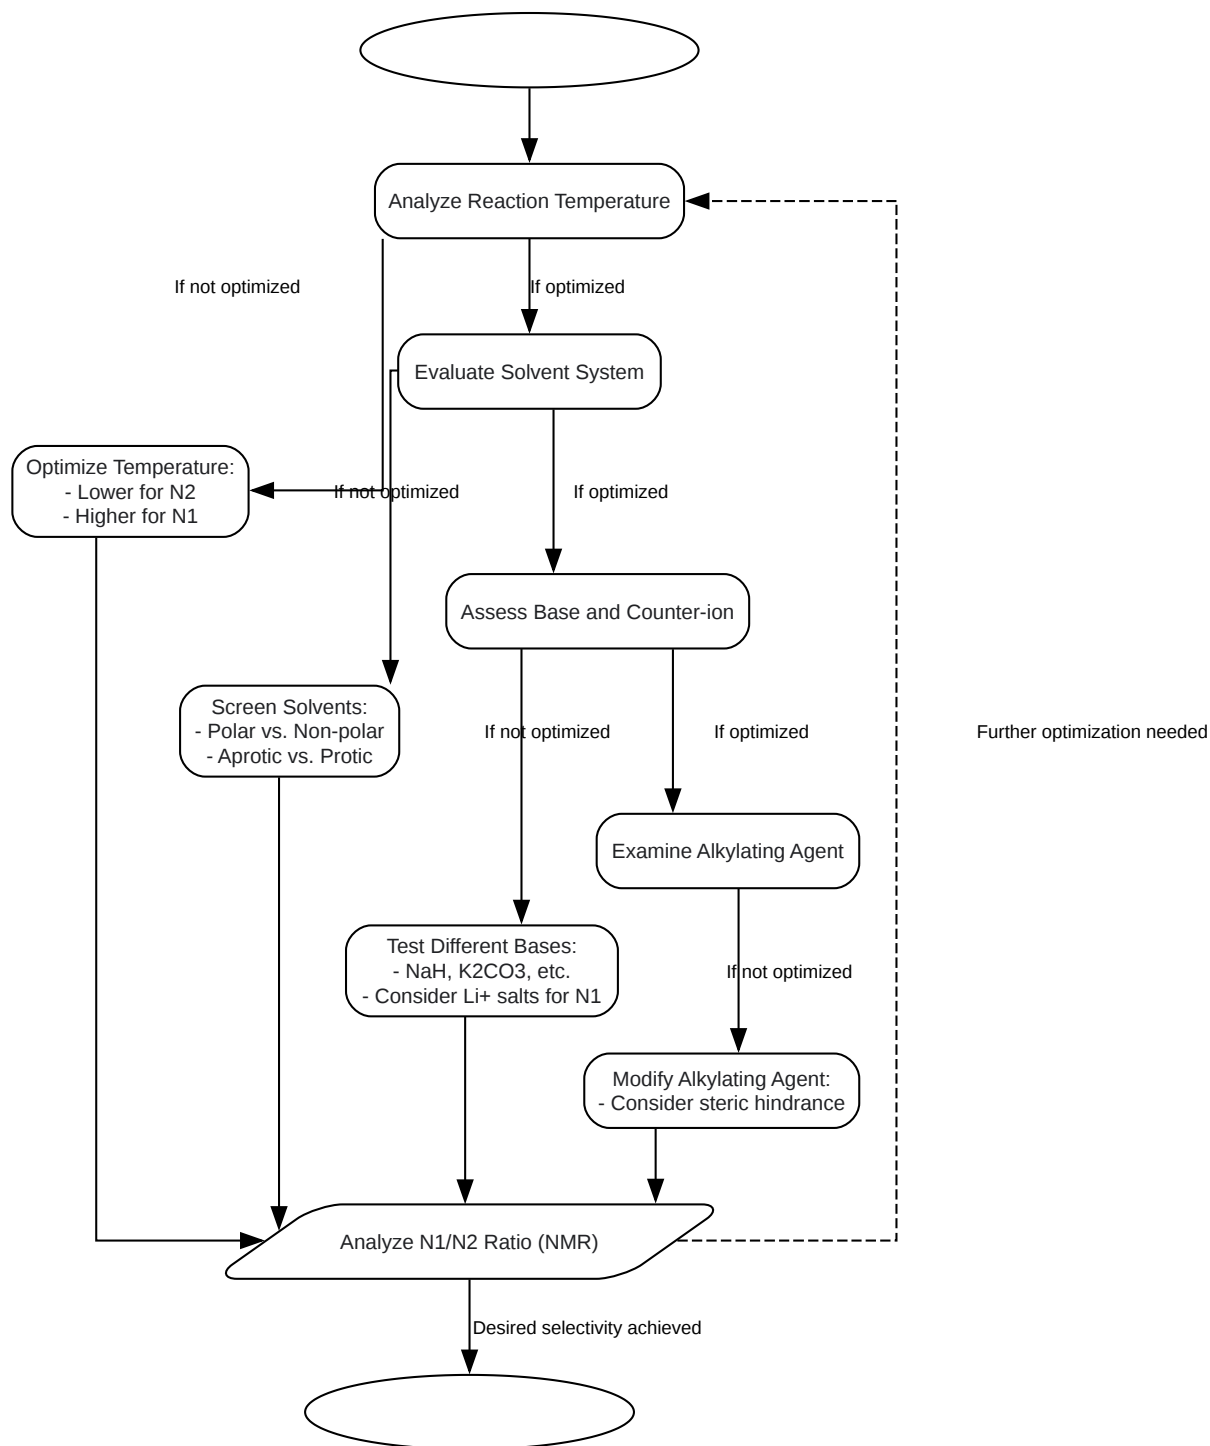 Analyze Reaction Temperature
If not optimized
If optimized
Evaluate Solvent System
Optimize Temperature:
- Lower for N2
- Higher for N1
If not optimized
If optimized
Assess Base and Counter-ion
Screen Solvents:
- Polar vs. Non-polar
- Aprotic vs. Protic
If not optimized
If optimized
Further optimization needed
Examine Alkylating Agent
Test Different Bases:
- NaH, K2CO3, etc.
- Consider Li+ salts for N1
If not optimized
Modify Alkylating Agent:
- Consider steric hindrance
Analyze N1/N2 Ratio (NMR)
Desired selectivity achieved